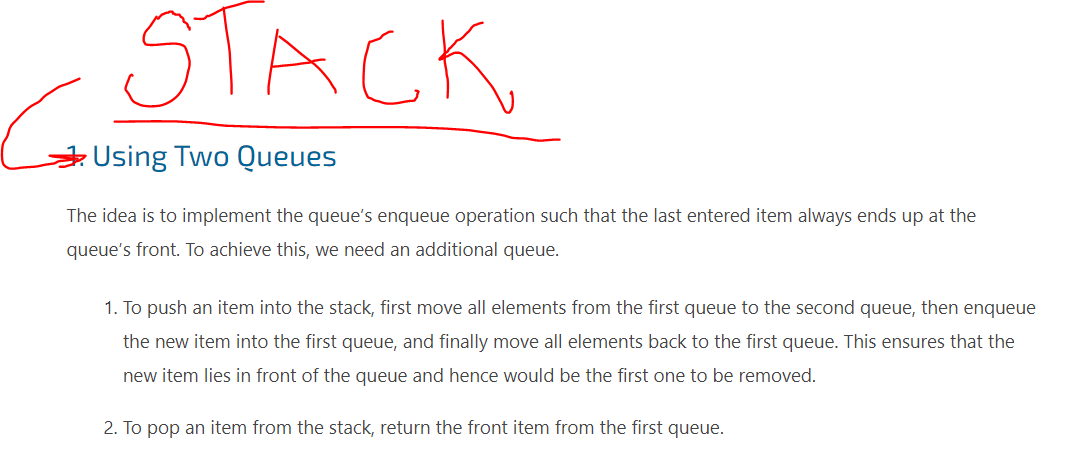 STACK
1. Using Two Queues
The idea is to implement the queue's enqueue operation such that the last entered item always ends up at the
queue's front. To achieve this, we need an additional queue.
1. To push an item into the stack, first move all elements from the first queue to the second queue, then enqueue
the new item into the first queue, and finally move all elements back to the first queue. This ensures that the
new item lies in front of the queue and hence would be the first one to be removed.
2. To pop an item from the stack, return the front item from the first queue.